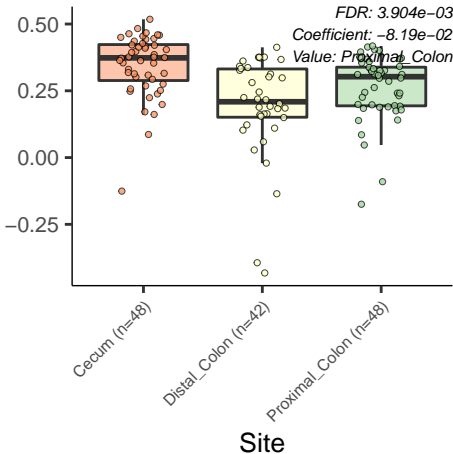 FDR: 3.904e−03
Coefficient: −8.19e−02
Value: Proximal_Colon
0.50
0.25
0.00
−0.25
Cecum (n=48)
Distal_Colon (n=42)
Proximal_Colon (n=48)
Site